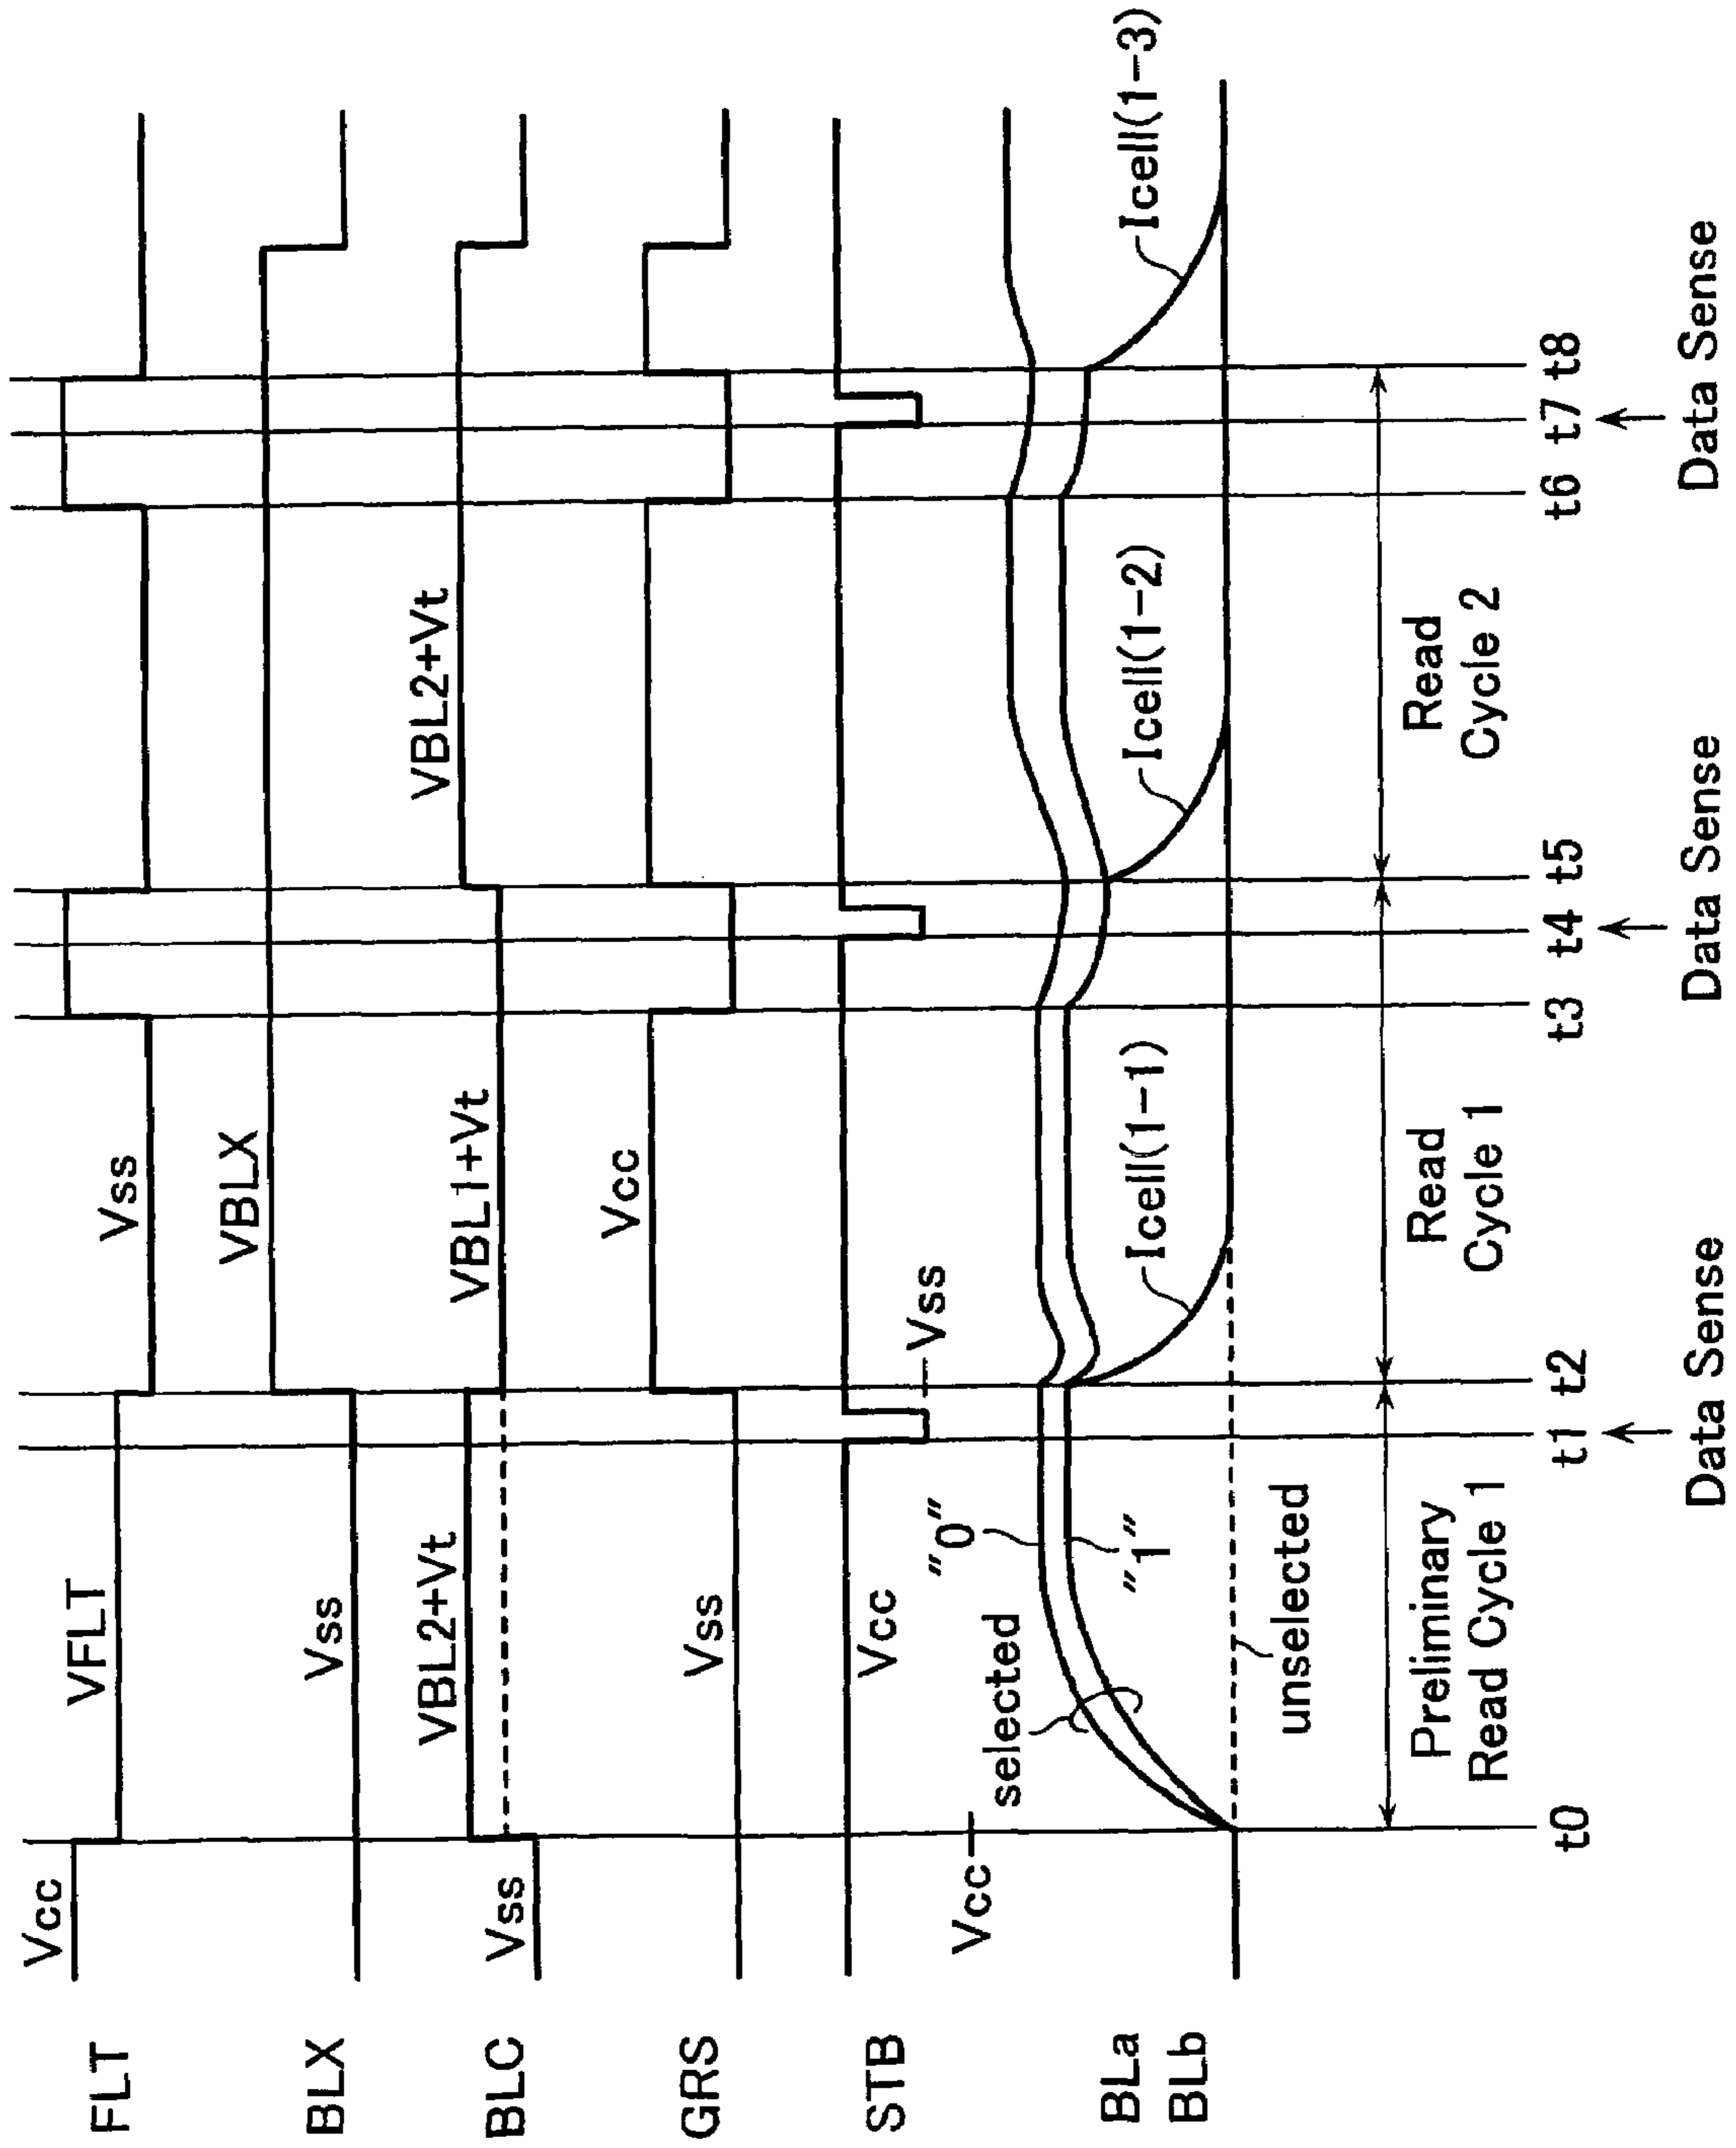 FLT
Vcc
VFLT
Vss
BLX
Vss
VBLX
BLC
Vss
VBL2+Vt
VBL1+Vt
VBL2+Vt
GRS
Vss
Vcc
STB
Vcc
Vss
BLa
BLb
Vcc
selected
"0"
"1"
unselected
Icell(1-1)
Icell(1-2)
Icell(1-3)
Preliminary
Read Cycle 1
Read
Cycle 1
Read
Cycle 2
t0
t1
t2
t3
t4
t5
t6
t7
t8
Data Sense
Data Sense
Data Sense